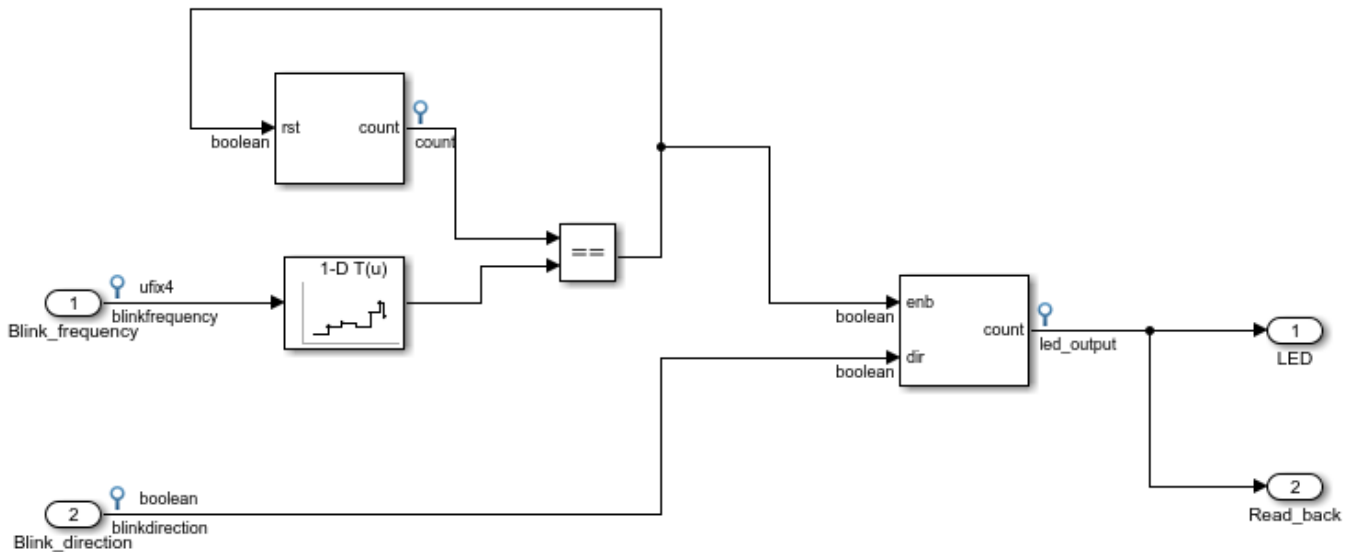 rst
count
boolean
count
1-D T(u)
==
1
ufix4
blinkfrequency
Blink_frequency
enb
boolean
count
dir
boolean
led_output
1
LED
2
boolean
blinkdirection
Blink_direction
2
Read_back